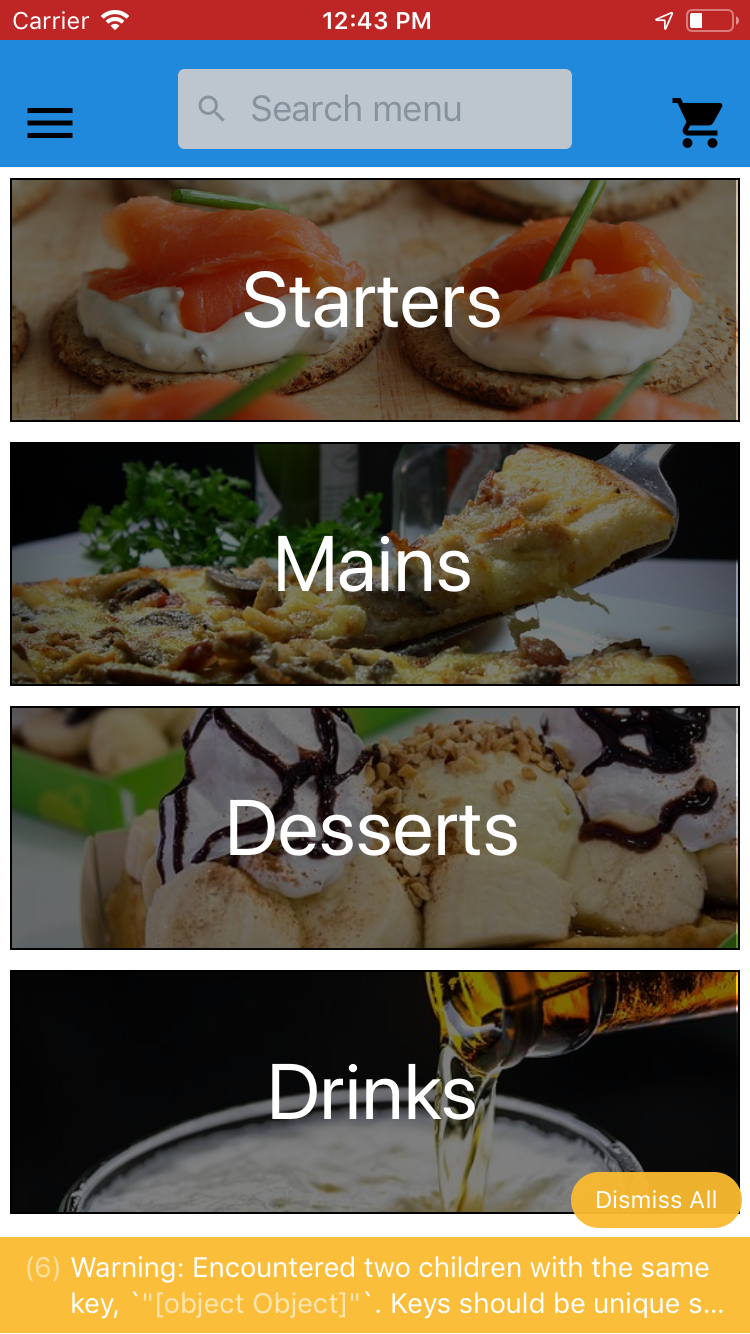 Carrier 12:43 PM
Search menu
Starters
Mains
Desserts
Drinks
Dismiss All
(6) Warning: Encountered two children with the same
key, `"[object Object]"`. Keys should be unique s...